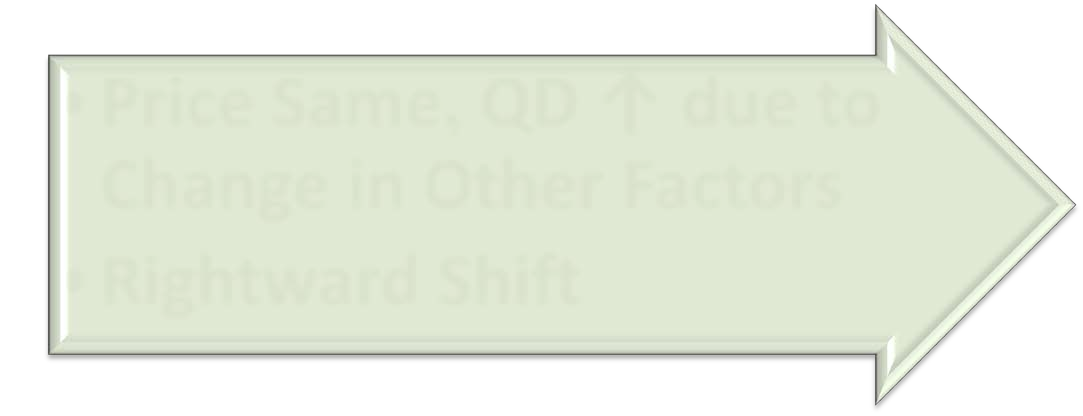 • Price Same, QD ↑ due to
Change in Other Factors
• Rightward Shift